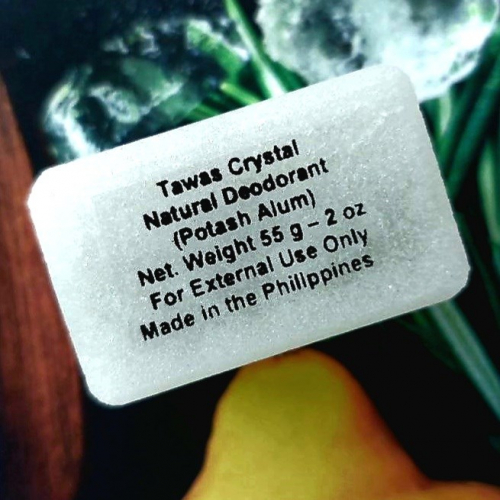 Tawas Crystal
Natural Deodorant
(Potash Alum)
Net. Weight 55 g – 2 oz
For External Use Only
Made in the Philippines